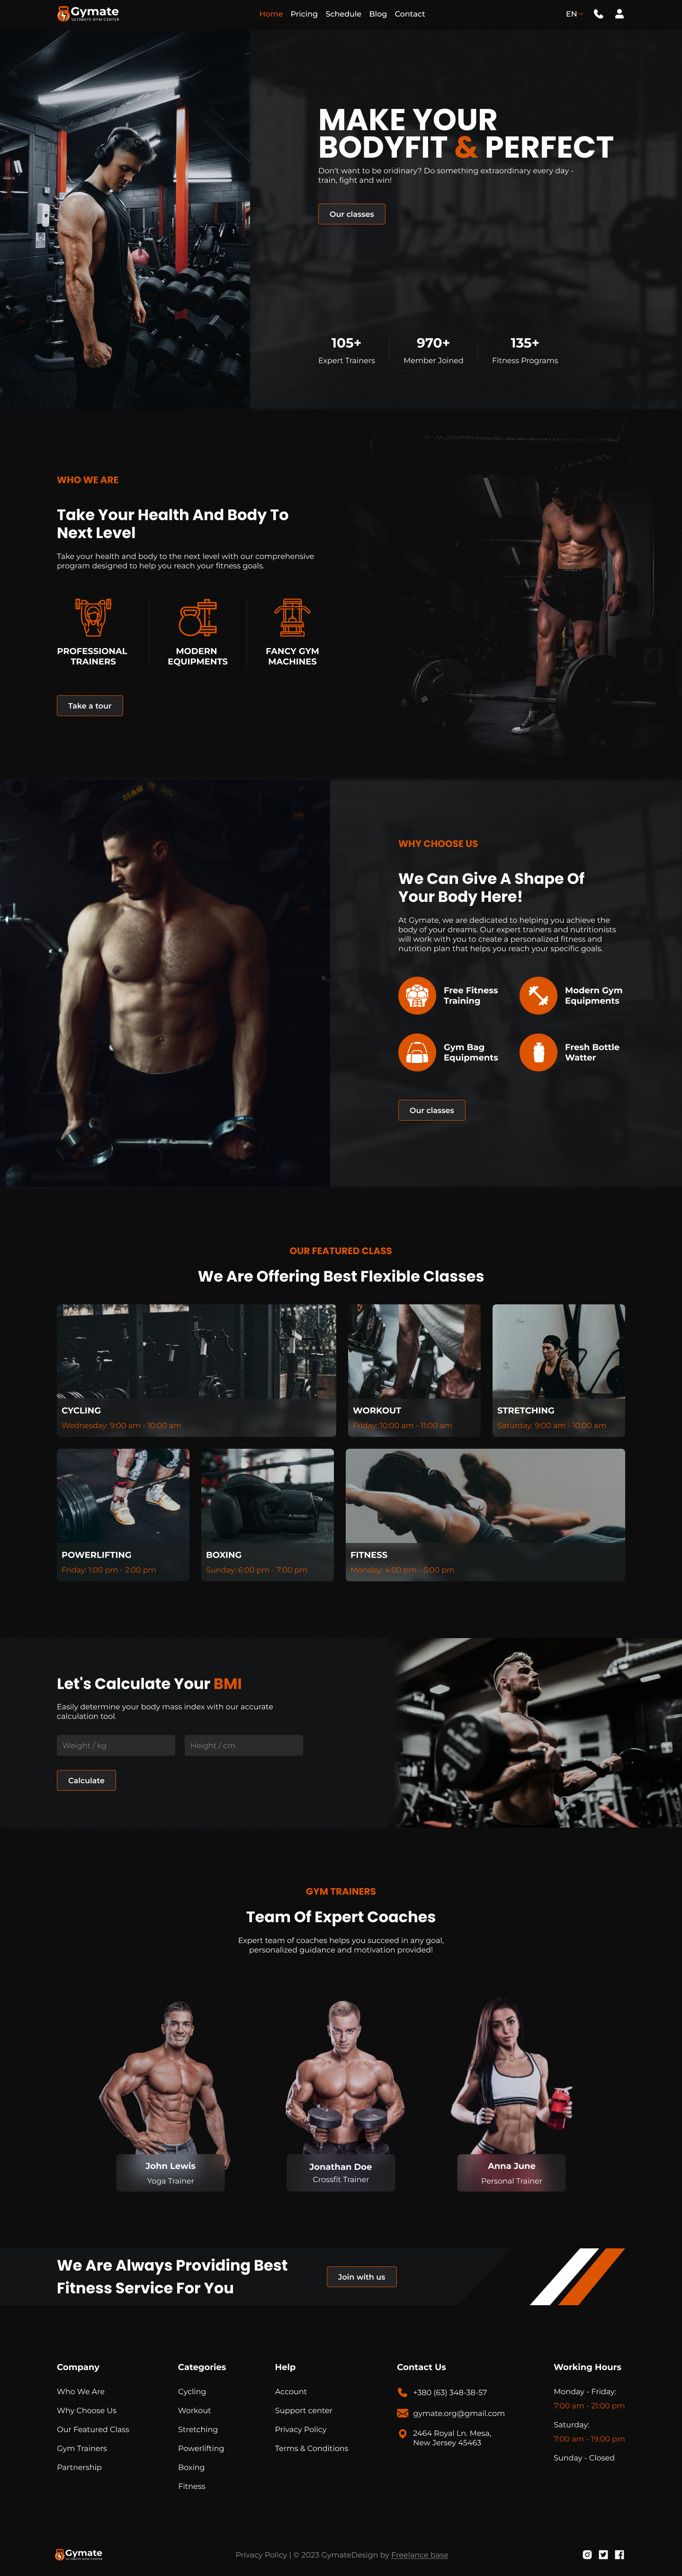 Gymate
ULTIMATE GYM CENTER
Home Pricing Schedule Blog Contact
EN
MAKE YOUR
BODYFIT & PERFECT
Don't want to be oridinary? Do something extraordinary every day -
train, fight and win!
Our classes
105+ 970+ 135+
Expert Trainers Member Joined Fitness Programs
WHO WE ARE
Take Your Health And Body To
Next Level
Take your health and body to the next level with our comprehensive
program designed to help you reach your fitness goals.
PROFESSIONAL
TRAINERS
MODERN
EQUIPMENTS
FANCY GYM
MACHINES
Take a tour
WHY CHOOSE US
We Can Give A Shape Of
Your Body Here!
At Gymate, we are dedicated to helping you achieve the
body of your dreams. Our expert trainers and nutritionists
will work with you to create a personalized fitness and
nutrition plan that helps you reach your specific goals.
Free Fitness
Training
Modern Gym
Equipments
Gym Bag
Equipments
Fresh Bottle
Watter
Our classes
OUR FEATURED CLASS
We Are Offering Best Flexible Classes
CYCLING
Wednesday: 9:00 am - 10:00 am
WORKOUT
Friday: 10:00 am - 11:00 am
STRETCHING
Saturday: 9:00 am - 10:00 am
POWERLIFTING
Friday: 1:00 pm - 2:00 pm
BOXING
Sunday: 6:00 pm - 7:00 pm
FITNESS
Monday: 4:00 pm - 5:00 pm
Let's Calculate Your BMI
Easily determine your body mass index with our accurate
calculation tool.
Weight / kg
Height / cm
Calculate
GYM TRAINERS
Team Of Expert Coaches
Expert team of coaches helps you succeed in any goal,
personalized guidance and motivation provided!
John Lewis
Yoga Trainer
Jonathan Doe
Crossfit Trainer
Anna June
Personal Trainer
We Are Always Providing Best
Fitness Service For You
Join with us
Company
Who We Are
Why Choose Us
Our Featured Class
Gym Trainers
Partnership
Categories
Cycling
Workout
Stretching
Powerlifting
Boxing
Fitness
Help
Account
Support center
Privacy Policy
Terms & Conditions
Contact Us
+380 (63) 348-38-57
gymate.org@gmail.com
2464 Royal Ln. Mesa,
New Jersey 45463
Working Hours
Monday - Friday:
7:00 am - 21:00 pm
Saturday:
7:00 am - 19:00 pm
Sunday - Closed
Gymate
ULTIMATE GYM CENTER
Privacy Policy | © 2023 GymateDesign by Freelance base